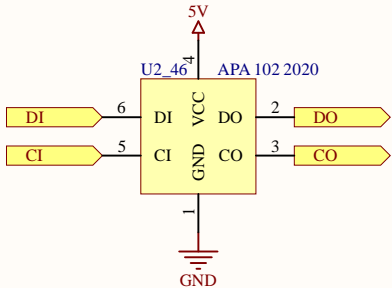 5V
U2_46 APA 102 2020
4
DI 6 DI VCC DO 2 DO
CI 5 CI GND CO 3 CO
1
GND